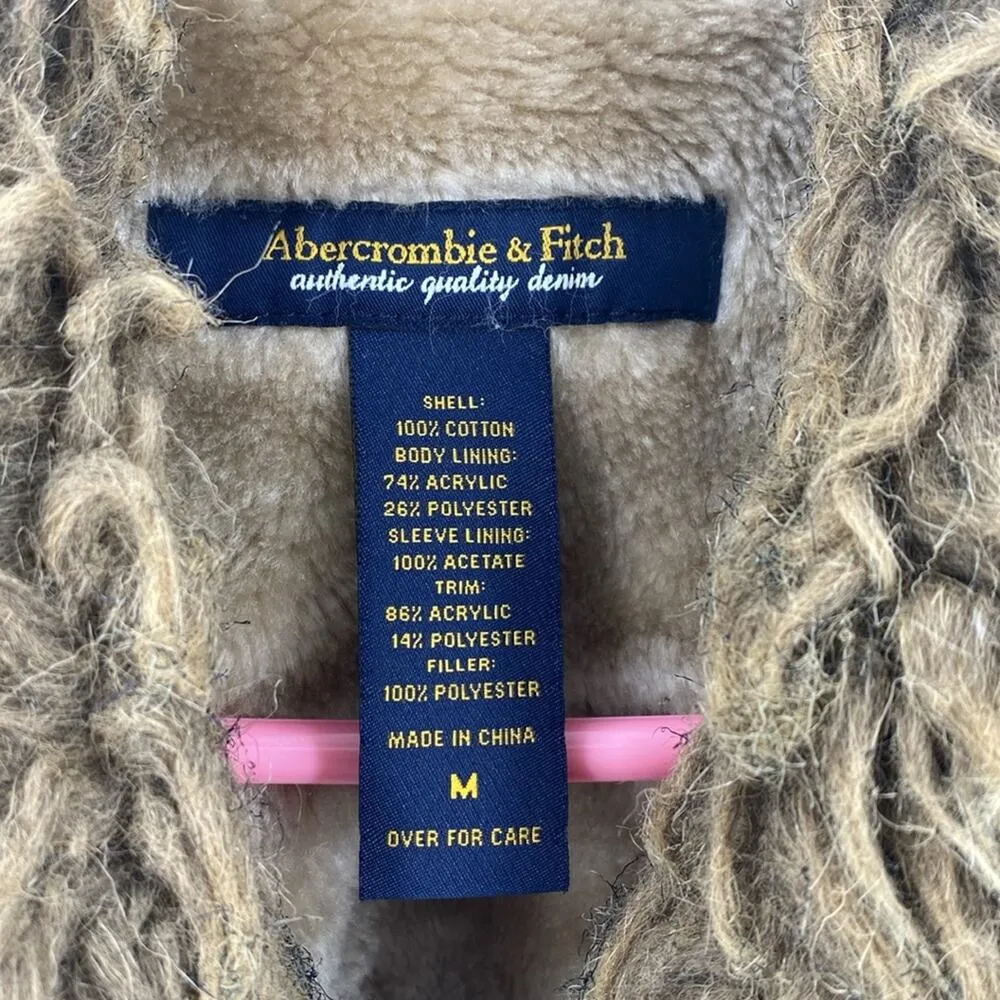 Abercrombie & Fitch
authentic quality denim
SHELL:
100% COTTON
BODY LINING:
74% ACRYLIC
26% POLYESTER
SLEEVE LINING:
100% ACETATE
TRIM:
86% ACRYLIC
14% POLYESTER
FILLER:
100% POLYESTER
MADE IN CHINA
M
OVER FOR CARE